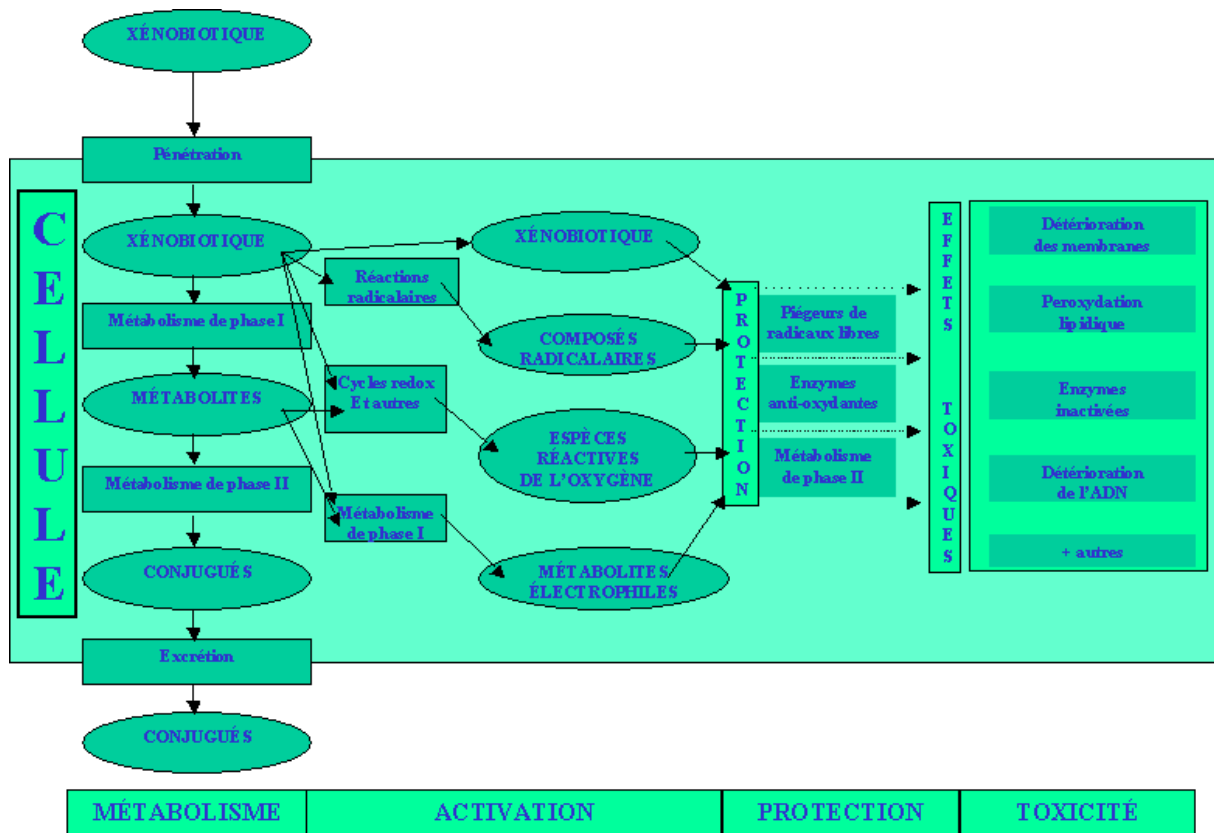 XÉNOBIOTIQUE
Pénétration
CELLULE
XÉNOBIOTIQUE
Métabolisme de phase I
MÉTABOLITES
Métabolisme de phase II
CONJUGUÉS
Excrétion
CONJUGUÉS
Réactions
radicalaires
Cycles redox
Et autres
Métabolisme
de phase I
XÉNOBIOTIQUE
COMPOSÉS
RADICALAIRES
ESPÈCES
RÉACTIVES
DE L'OXYGÈNE
MÉTABOLITES
ÉLECTROPHILES
PROTECTION
Piégeurs de
radicaux libres
Enzymes
anti-oxydantes
Métabolisme
de phase II
EFFETS TOXIQUES
Détérioration
des membranes
Peroxydation
lipidique
Enzymes
inactivées
Détérioration
de l'ADN
+ autres
MÉTABOLISME
ACTIVATION
PROTECTION
TOXICITÉ